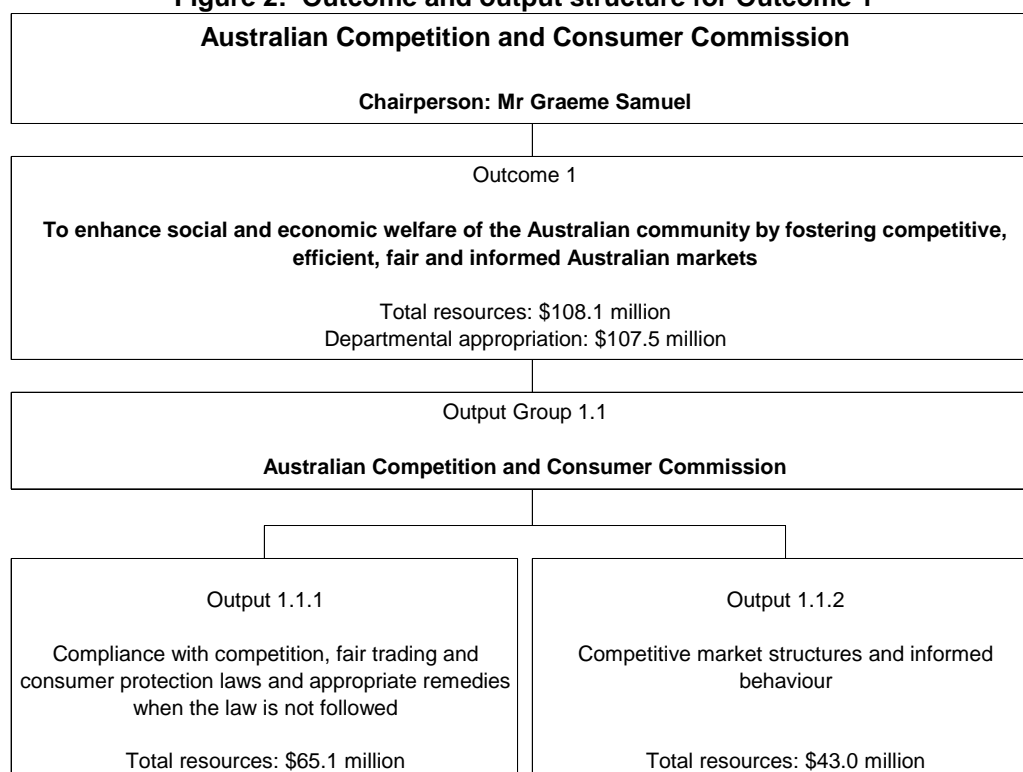 Figure 2: Outcome and output structure for Outcome 1
Australian Competition and Consumer Commission
Chairperson: Mr Graeme Samuel
Outcome 1
To enhance social and economic welfare of the Australian community by fostering competitive,
efficient, fair and informed Australian markets
Total resources: $108.1 million
Departmental appropriation: $107.5 million
Output Group 1.1
Australian Competition and Consumer Commission
Output 1.1.1
Compliance with competition, fair trading and
consumer protection laws and appropriate remedies
when the law is not followed
Total resources: $65.1 million
Output 1.1.2
Competitive market structures and informed
behaviour
Total resources: $43.0 million